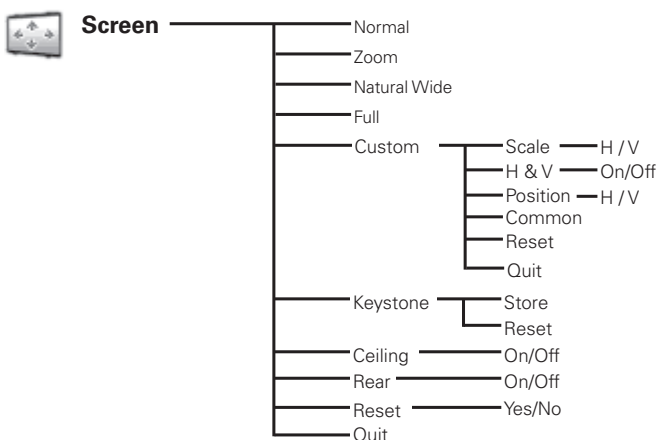 Screen
Normal
Zoom
Natural Wide
Full
Custom
Scale
H / V
H & V
On/Off
Position
H / V
Common
Reset
Quit
Keystone
Store
Reset
Ceiling
On/Off
Rear
On/Off
Reset
Yes/No
Quit